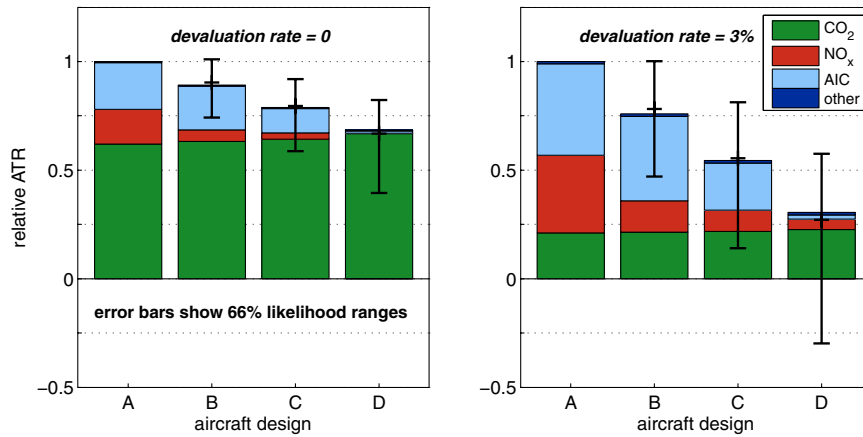 devaluation rate = 0
relative ATR
1
0.5
0
−0.5
error bars show 66% likelihood ranges
A B C D
aircraft design
devaluation rate = 3%
CO2
NOx
AIC
other
1
0.5
0
−0.5
A B C D
aircraft design